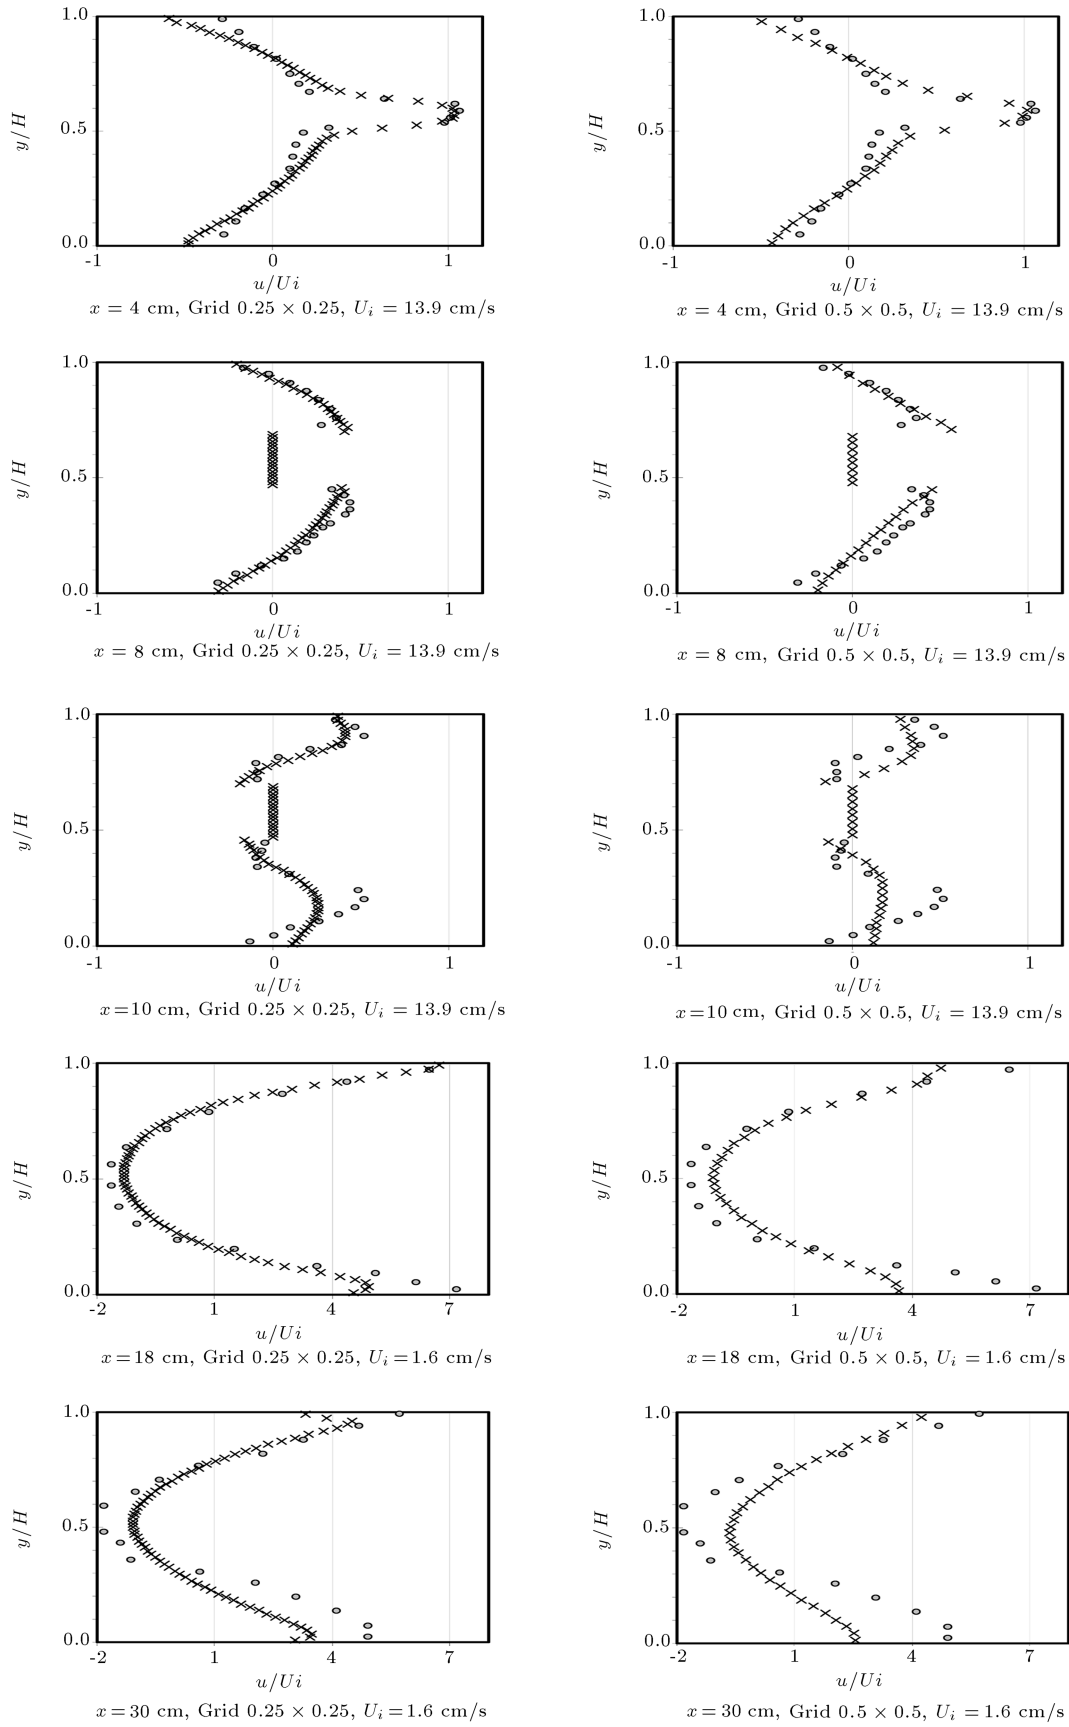 1.0 1.0
y/H 0.5 y/H 0.5
0.0 0.0
-1 0 1 -1 0 1
u/Ui u/Ui
x = 4 cm, Grid 0.25 × 0.25, U_i = 13.9 cm/s x = 4 cm, Grid 0.5 × 0.5, U_i = 13.9 cm/s
1.0 1.0
y/H 0.5 y/H 0.5
0.0 0.0
-1 0 1 -1 0 1
u/Ui u/Ui
x = 8 cm, Grid 0.25 × 0.25, U_i = 13.9 cm/s x = 8 cm, Grid 0.5 × 0.5, U_i = 13.9 cm/s
1.0 1.0
y/H 0.5 y/H 0.5
0.0 0.0
-1 0 1 -1 0 1
u/Ui u/Ui
x=10 cm, Grid 0.25 × 0.25, U_i = 13.9 cm/s x=10 cm, Grid 0.5 × 0.5, U_i = 13.9 cm/s
1.0 1.0
y/H 0.5 y/H 0.5
0.0 0.0
-2 1 4 7 -2 1 4 7
u/Ui u/Ui
x=18 cm, Grid 0.25 × 0.25, U_i=1.6 cm/s x=18 cm, Grid 0.5 × 0.5, U_i = 1.6 cm/s
1.0 1.0
y/H 0.5 y/H 0.5
0.0 0.0
-2 1 4 7 -2 1 4 7
u/Ui u/Ui
x=30 cm, Grid 0.25 × 0.25, U_i=1.6 cm/s x=30 cm, Grid 0.5 × 0.5, U_i = 1.6 cm/s